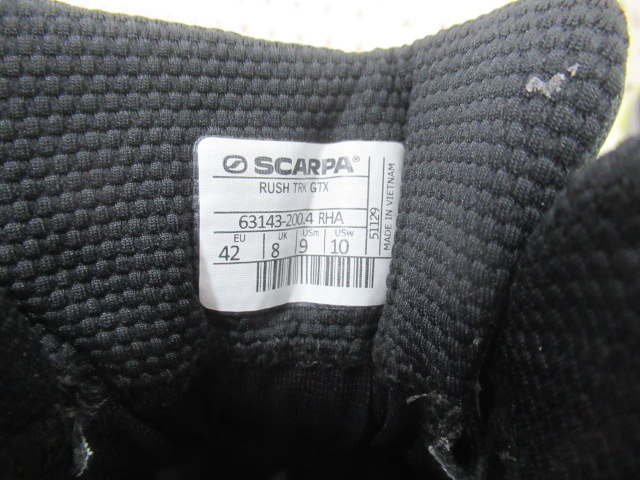 SCARPA®
RUSH TRK GTX
63143-200.4 RHA
EU UK USm USw
42 8 9 10
51129
MADE IN VIETNAM